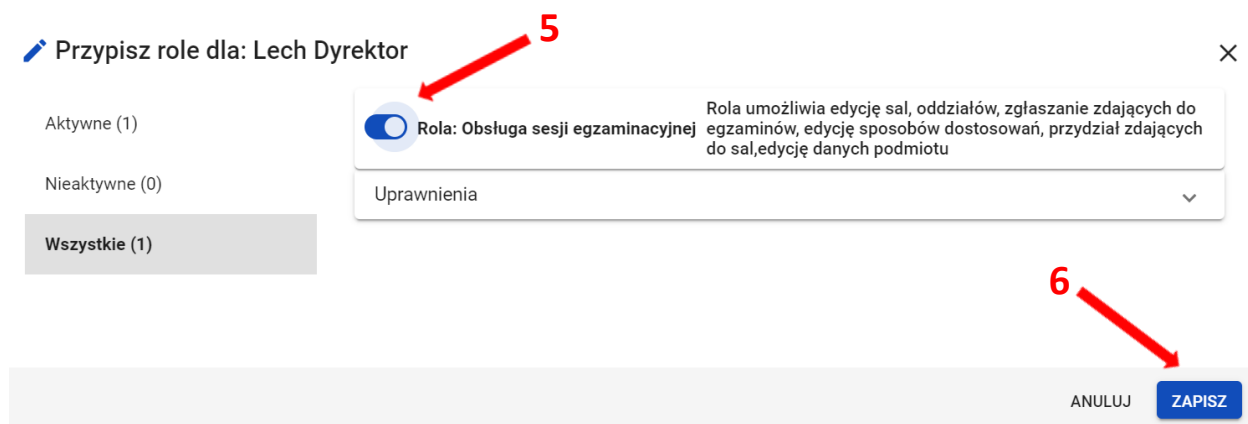 5
Przypisz role dla: Lech Dyrektor
Aktywne (1)
Nieaktywne (0)
Wszystkie (1)
Rola: Obsługa sesji egzaminacyjnej
Rola umożliwia edycję sal, oddziałów, zgłaszanie zdających do
egzaminów, edycję sposobów dostosowań, przydział zdających
do sal,edycję danych podmiotu
Uprawnienia
6
ANULUJ
ZAPISZ